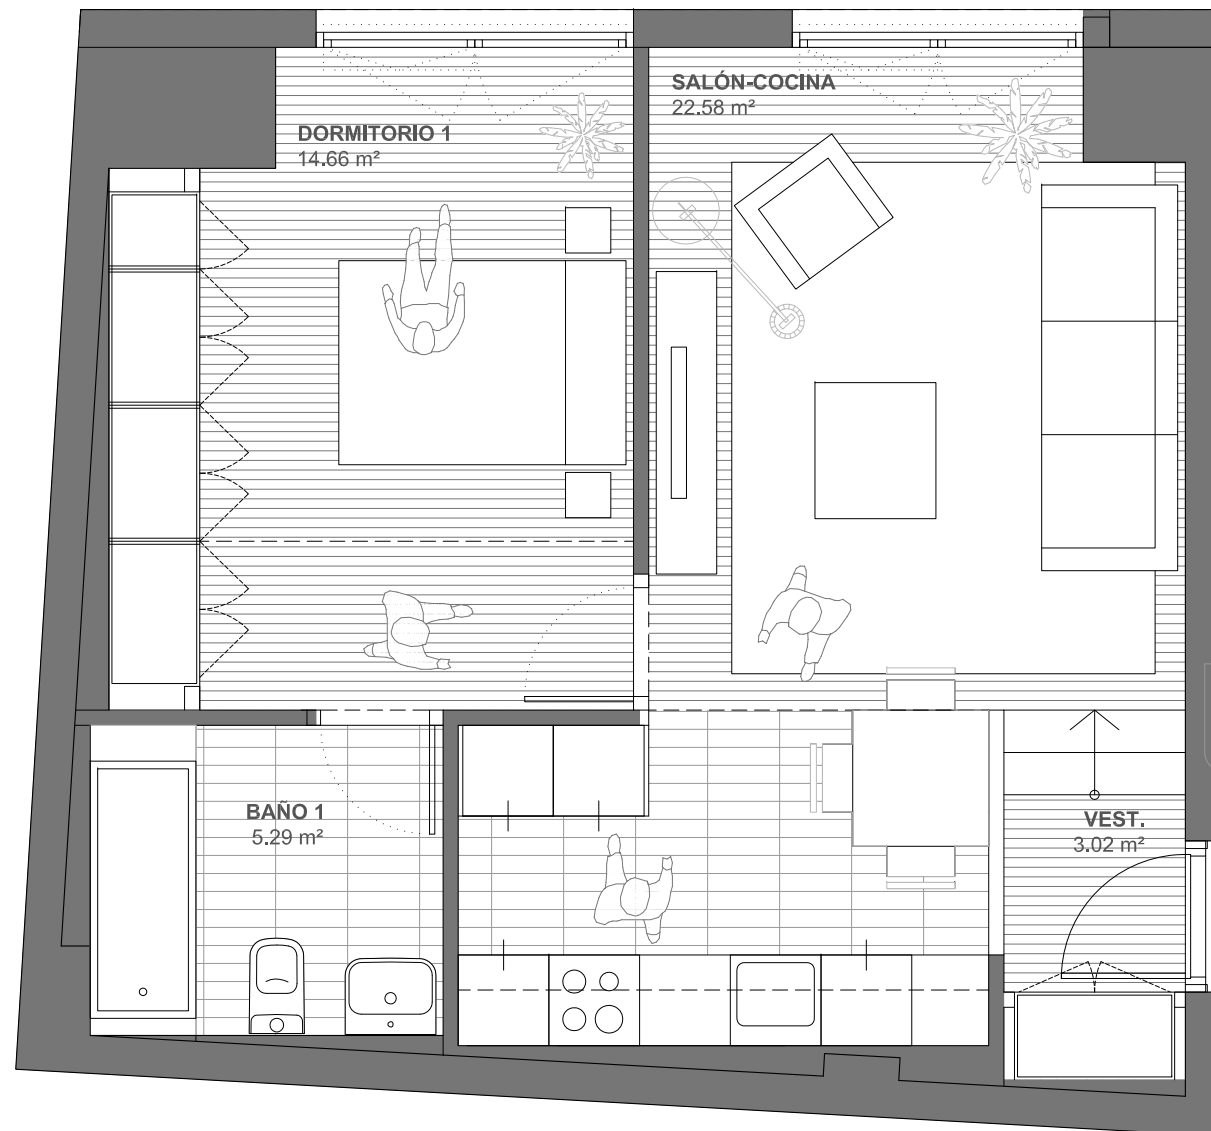 SALÓN-COCINA
22.58 m²
DORMITORIO 1
14.66 m²
BAÑO 1
5.29 m²
VEST.
3.02 m²